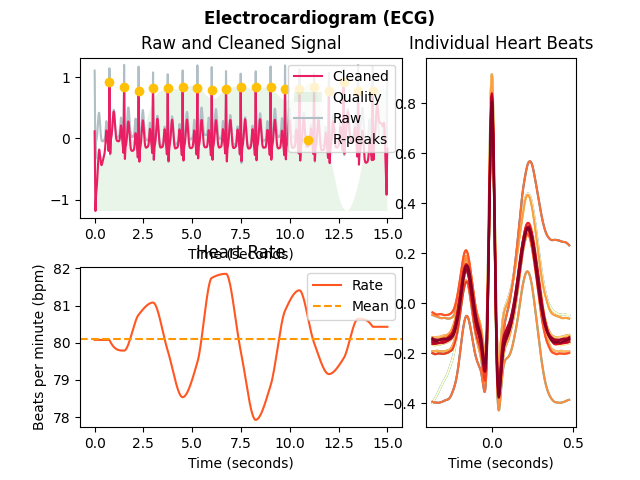 Electrocardiogram (ECG)
Raw and Cleaned Signal
1
0
−1
Cleaned
Quality
Raw
R-peaks
0.0 2.5 5.0 7.5 10.0 12.5 15.0
Time (seconds)
Heart Rate
Beats per minute (bpm)
82
81
80
79
78
Rate
Mean
0.0 2.5 5.0 7.5 10.0 12.5 15.0
Time (seconds)
Individual Heart Beats
0.8
0.6
0.4
0.2
0.0
−0.2
−0.4
0.0 0.5
Time (seconds)